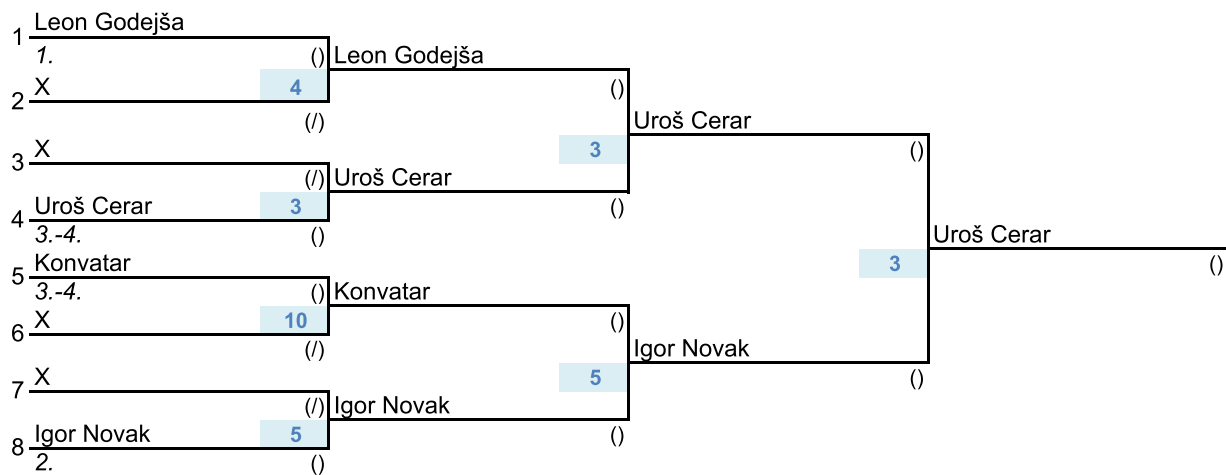 Leon Godejša
1
1. () Leon Godejša
X 4 ()
2
(/) Uroš Cerar
X 3 ()
3
(/) Uroš Cerar
Uroš Cerar 3 ()
4
3.-4. () Uroš Cerar
Konvatar 3 ()
5
3.-4. () Konvatar
X 10 ()
6
(/) Igor Novak
X 5 ()
7
(/) Igor Novak
Igor Novak 5 ()
8
2. ()